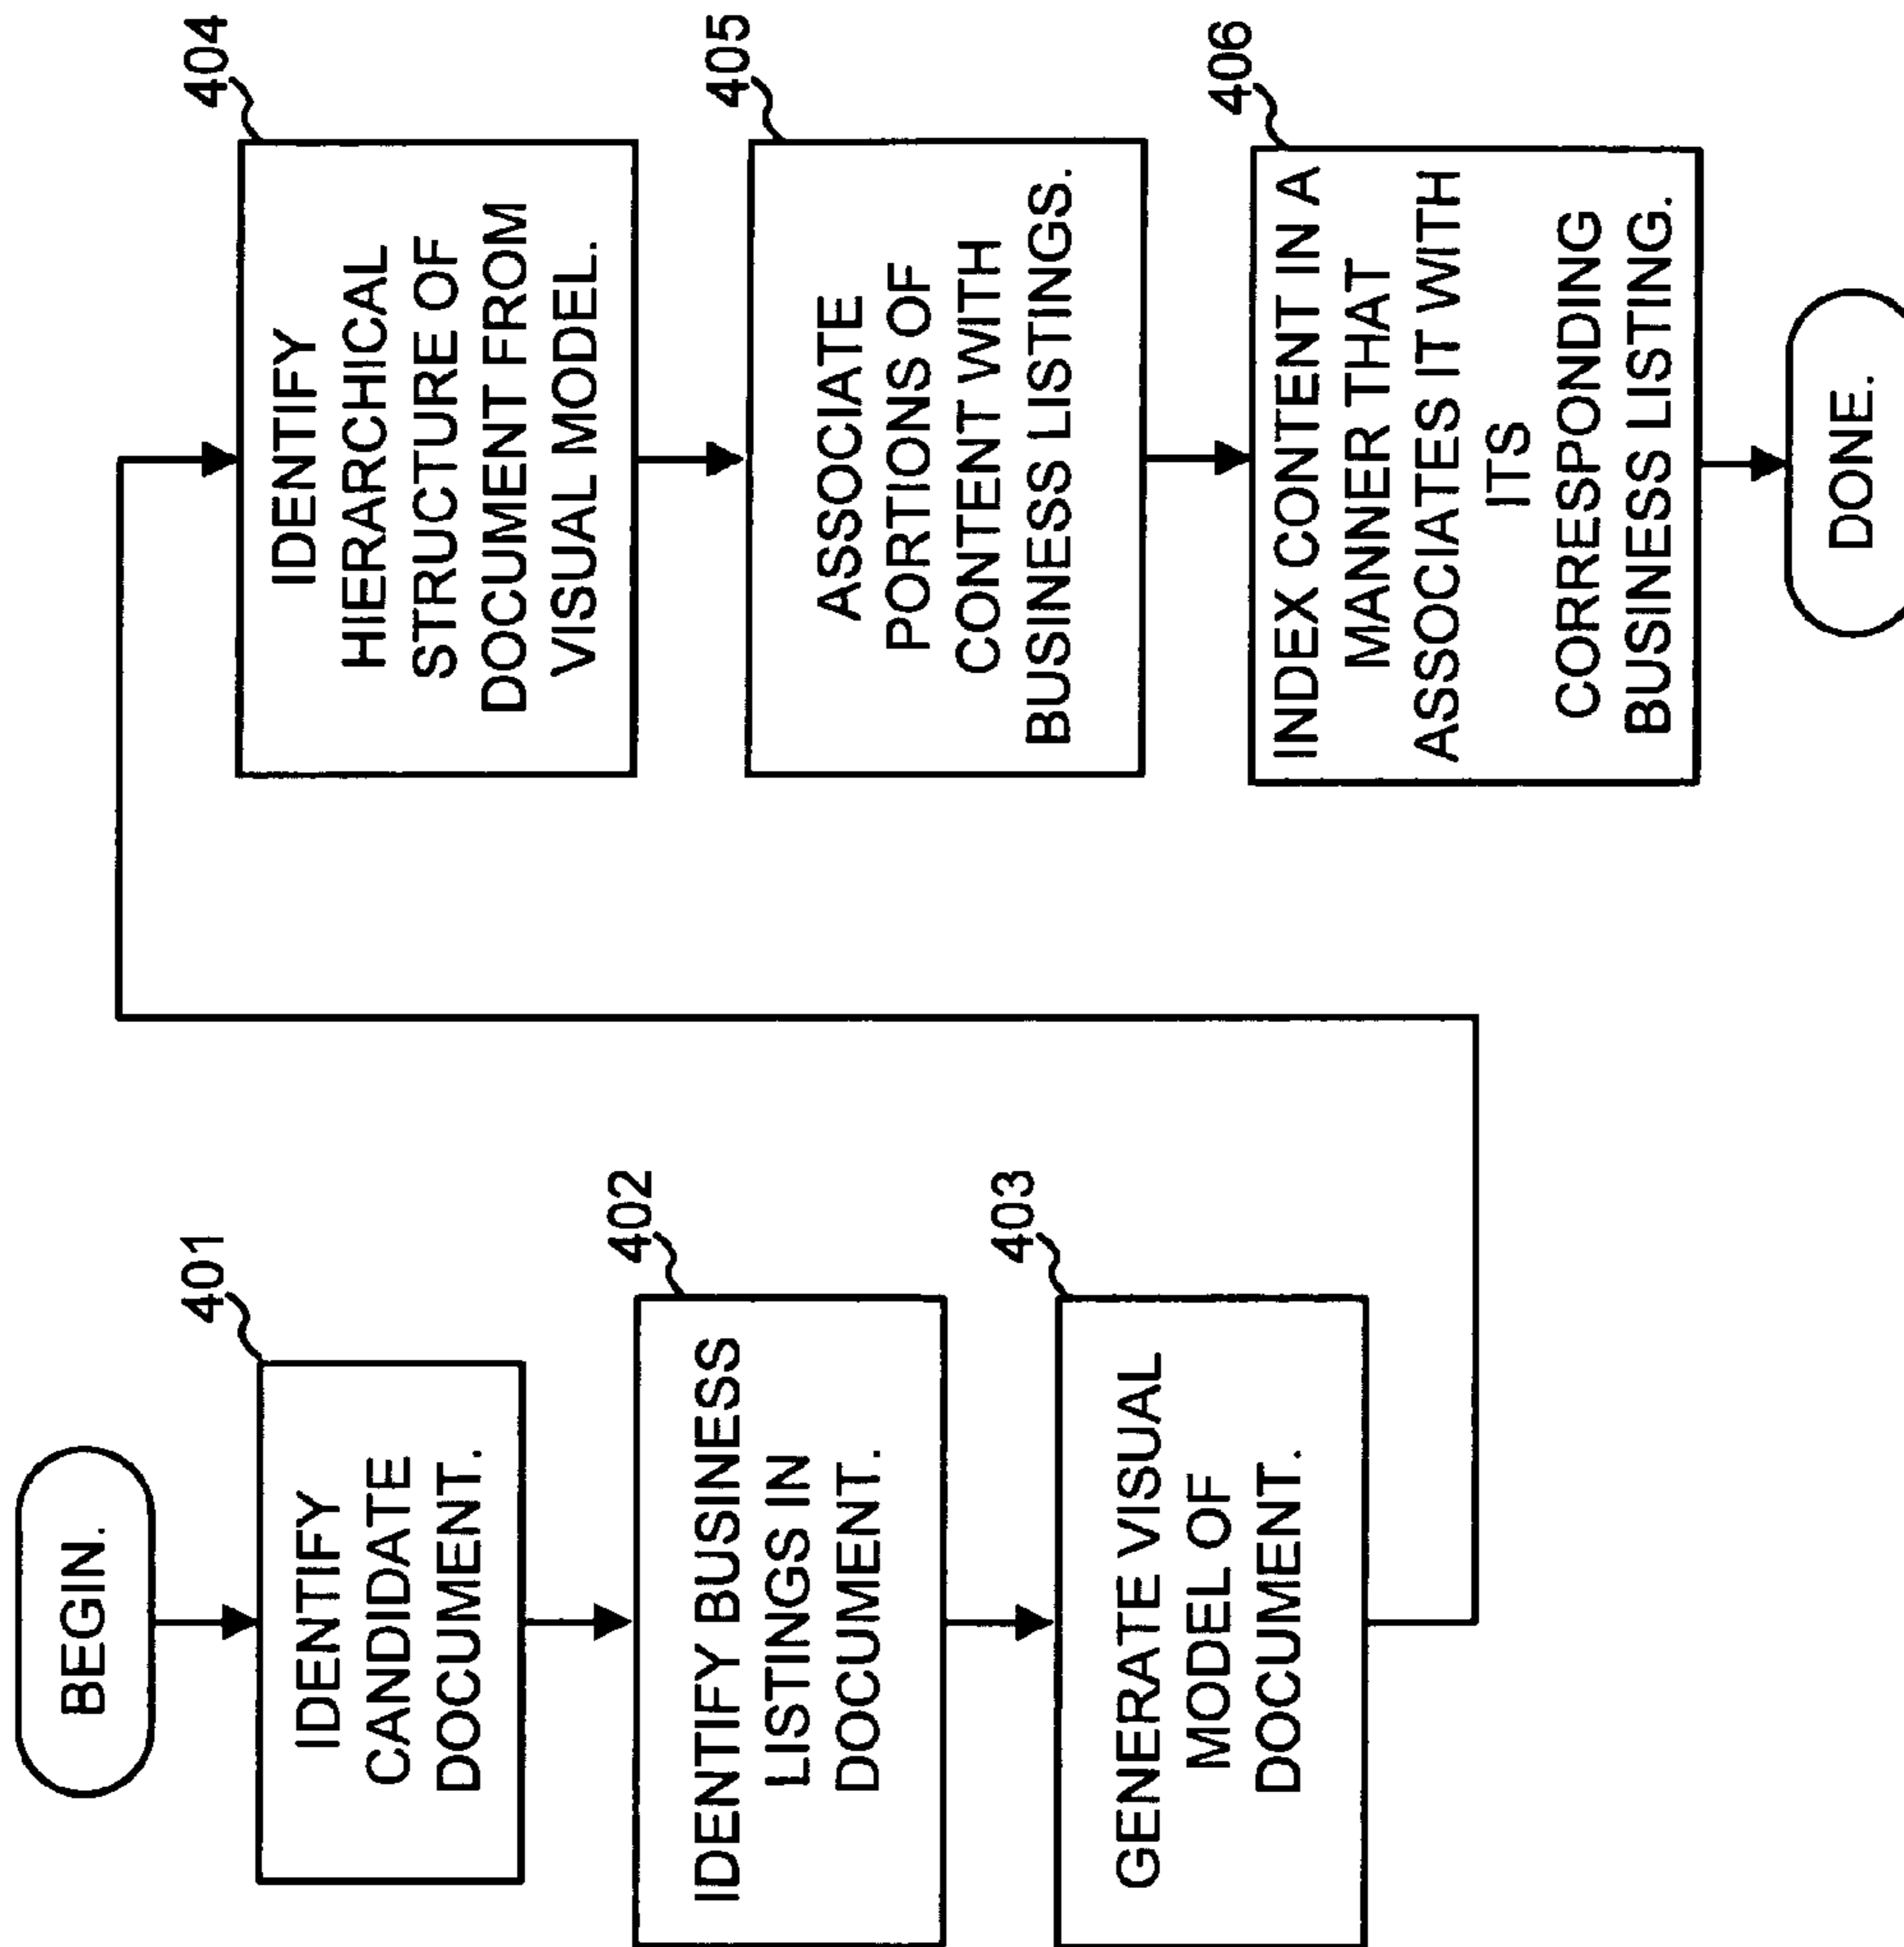 BEGIN.
401
IDENTIFY
CANDIDATE
DOCUMENT.
402
IDENTIFY BUSINESS
LISTINGS IN
DOCUMENT.
403
GENERATE VISUAL
MODEL OF
DOCUMENT.
404
IDENTIFY
HIERARCHICAL
STRUCTURE OF
DOCUMENT FROM
VISUAL MODEL.
405
ASSOCIATE
PORTIONS OF
CONTENT WITH
BUSINESS LISTINGS.
406
INDEX CONTENT IN A
MANNER THAT
ASSOCIATES IT WITH
ITS
CORRESPONDING
BUSINESS LISTING.
DONE.